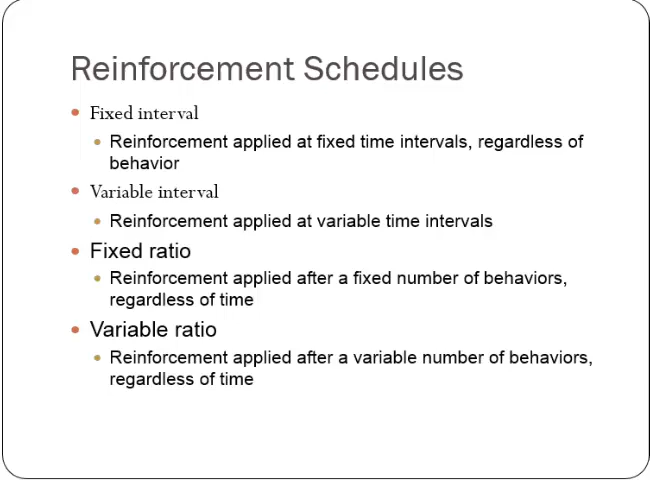 Reinforcement Schedules
Fixed interval
Reinforcement applied at fixed time intervals, regardless of
behavior
Variable interval
Reinforcement applied at variable time intervals
Fixed ratio
Reinforcement applied after a fixed number of behaviors,
regardless of time
Variable ratio
Reinforcement applied after a variable number of behaviors,
regardless of time